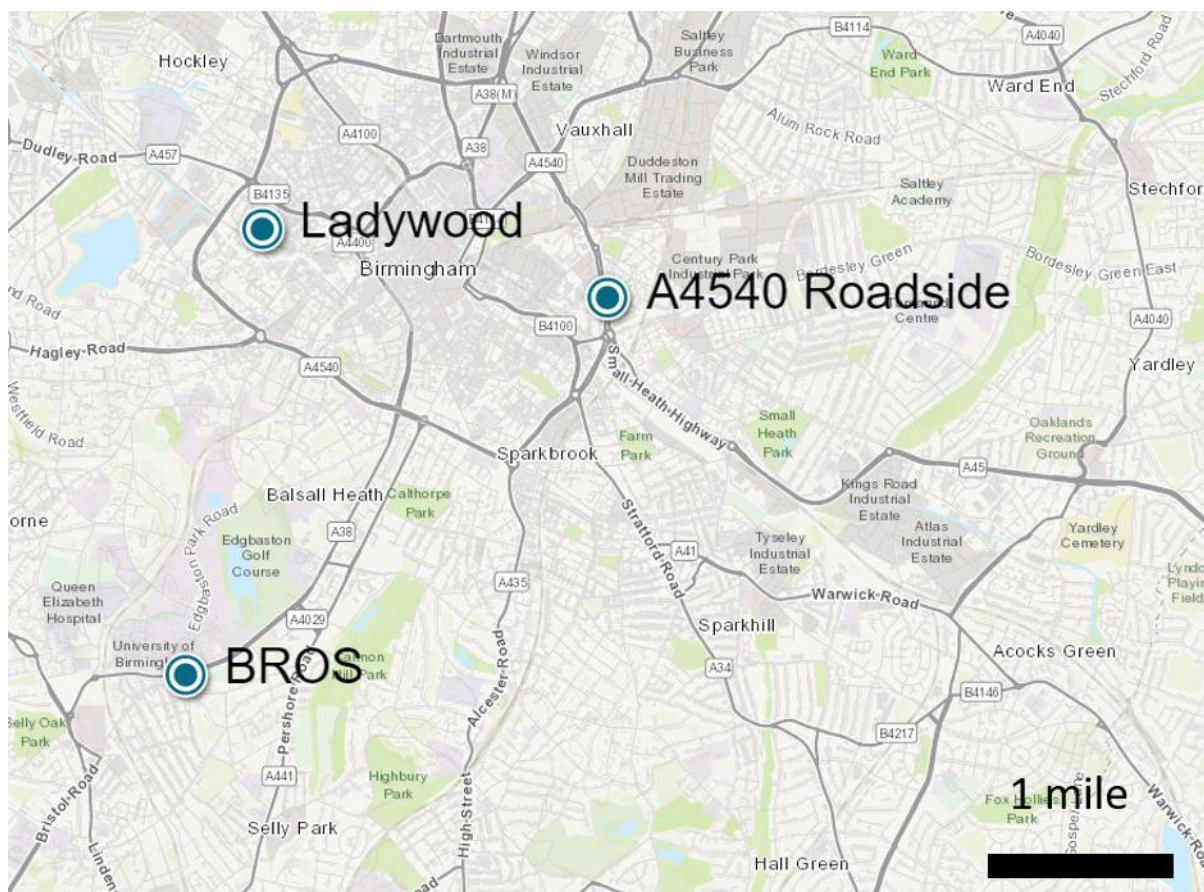 Hockley
Dartmouth
Industrial
Estate
Windsor
Industrial
Estate
Saltley
Business
Park
B4114
Ward
End Park
A4040
Stechford Road
Ward End
A38(M)
A4100
Vauxhall
Alum Rock Road
Dudley Road
A457
A38
A4540
Duddeston
Mill Trading
Estate
Saltley
Academy
B4135
Ladywood
A4400
Birmingham
Century Park
Industrial Park
Bordesley Green
Bordesley Green East
A4540 Roadside
Centre
Road
B4100
A4040
Hagley Road
A4540
Small Heath Highway
Yardley
Westfield Road
Small
Heath
Park
Farm
Park
Oaklands
Recreation
Ground
Sparkbrook
A45
Kings Road
Industrial
Estate
Balsall Heath
Calthorpe
Park
Edgbaston Park Road
A38
Edgbaston
Golf
Course
Stratford Road
Atlas
Industrial
Estate
Yardley
Cemetery
Tyseley
Industrial
Estate
A41
Queen
Elizabeth
Hospital
A435
Warwick Road
A4029
Sparkhill
University of
BROS
Acocks Green
Pershore Road
Alcester Road
A34
B4146
Selly Oak
Park
B4217
A441
Highbury
Park
Bristol Road
High Street
1 mile
Selly Park
Warwick Road
Hall Green